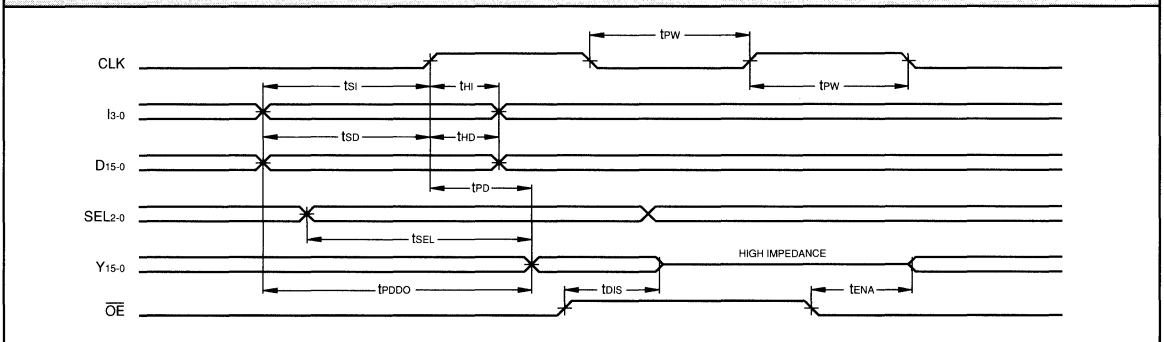 tPW
CLK
tSI tHI tPW
I3-0
tSD tHD
D15-0
tPD
SEL2-0
tSEL
Y15-0 HIGH IMPEDANCE
tPDDO tDIS tENA
OE